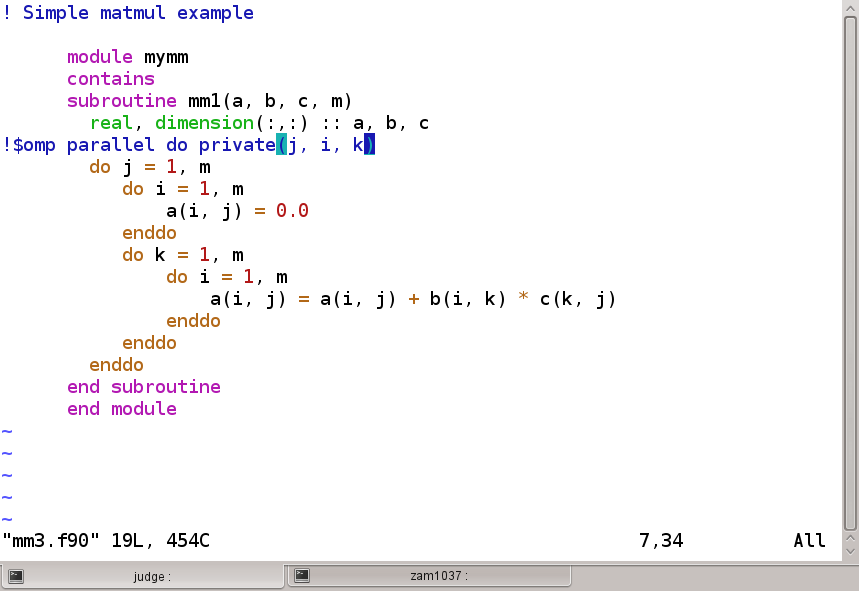 ! Simple matmul example
module mymm
contains
subroutine mm1(a, b, c, m)
real, dimension(:,:) :: a, b, c
!$omp parallel do private(j, i, k)
do j = 1, m
do i = 1, m
a(i, j) = 0.0
enddo
do k = 1, m
do i = 1, m
a(i, j) = a(i, j) + b(i, k) * c(k, j)
enddo
enddo
enddo
end subroutine
end module
~
~
~
~
~
"mm3.f90" 19L, 454C 7,34 All
judge : zam1037 :